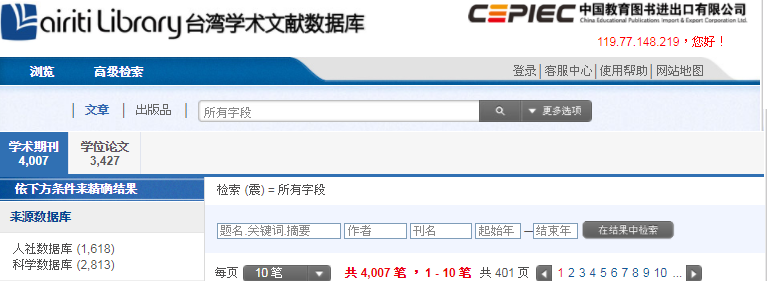 airiti Library 台湾学术文献数据库
CEPIEC 中国教育图书进出口有限公司
China Educational Publications Import & Export Corporation Ltd.
119.77.148.219，您好！
浏览 高级检索
登录 | 客服中心 | 使用帮助 | 网站地图
| 文章 | 出版品 |
所有字段
更多选项
学术期刊 学位论文
4,007 3,427
依下方条件来精确结果
检索 (震) = 所有字段
来源数据库
题名.关键词.摘要 作者 刊名 起始年 — 结束年 在结果中检索
人社数据库 (1,618)
科学数据库 (2,813)
每页 10 笔 共 4,007 笔，1 - 10 笔 共 401 页 1 2 3 4 5 6 7 8 9 10 ...